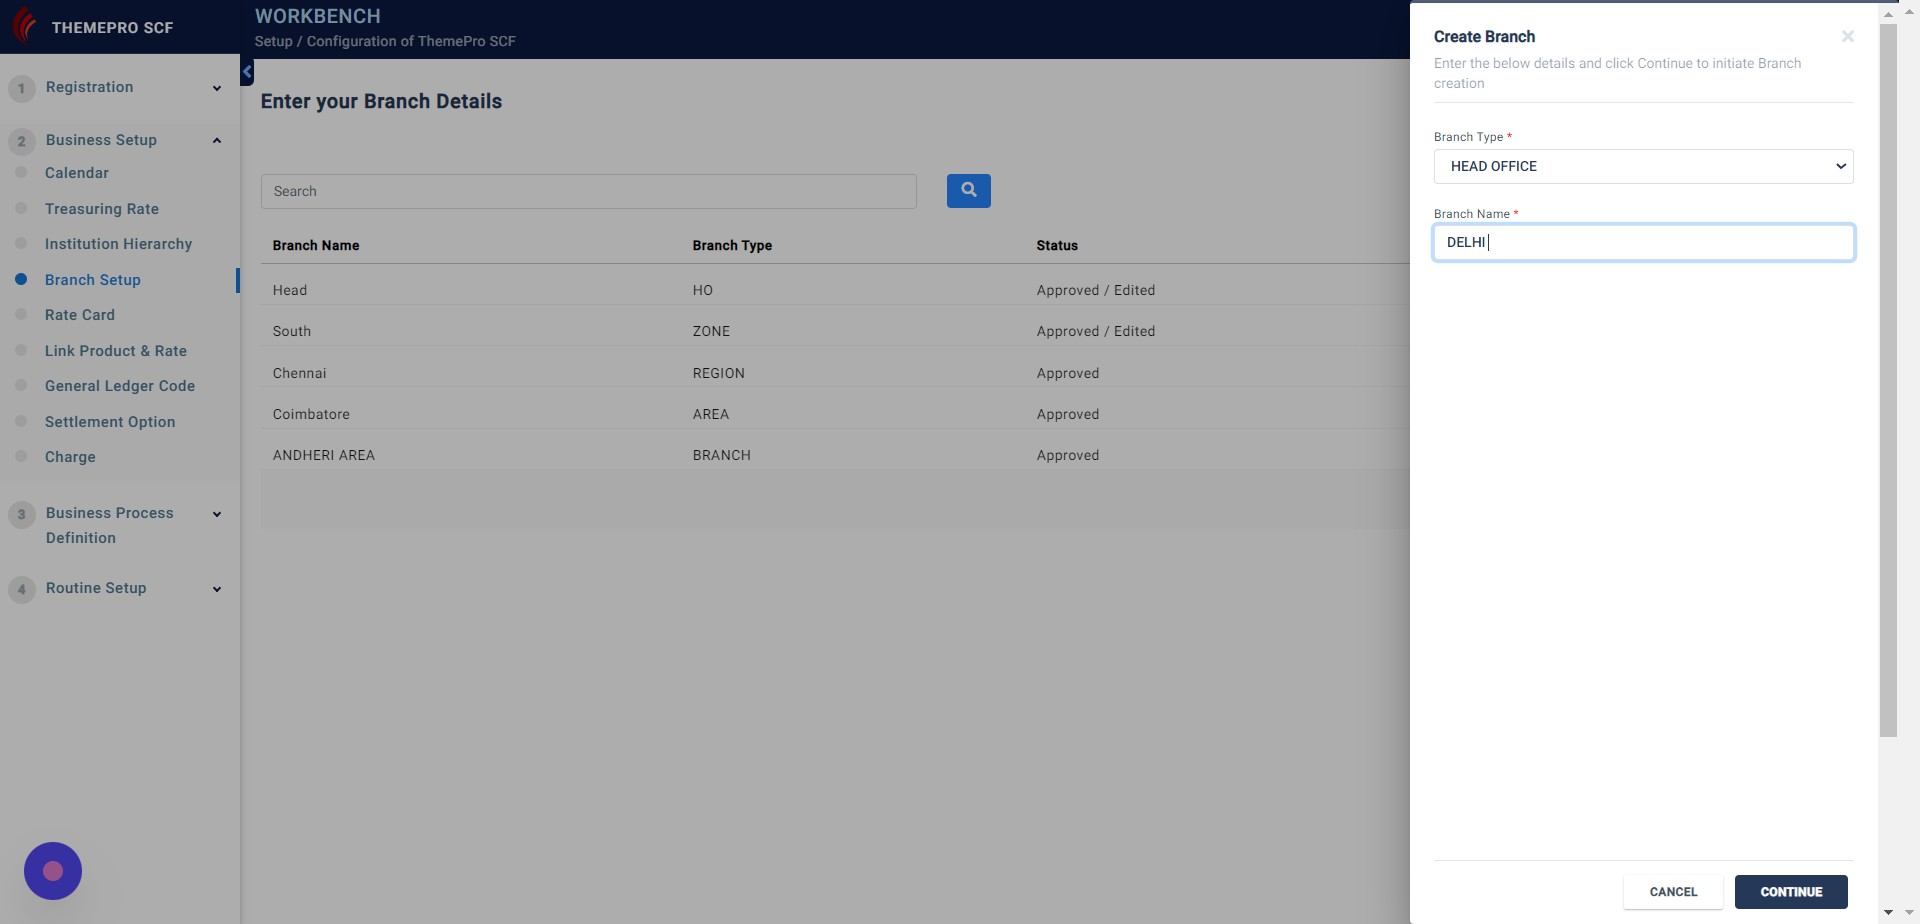 THEMEPRO SCF
WORKBENCH
Setup / Configuration of ThemePro SCF
1 Registration
2 Business Setup
Calendar
Treasuring Rate
Institution Hierarchy
Branch Setup
Rate Card
Link Product & Rate
General Ledger Code
Settlement Option
Charge
3 Business Process
Definition
4 Routine Setup
Enter your Branch Details
Search
Branch Name Branch Type Status
Head HO Approved / Edited
South ZONE Approved / Edited
Chennai REGION Approved
Coimbatore AREA Approved
ANDHERI AREA BRANCH Approved
Create Branch
Enter the below details and click Continue to initiate Branch
creation
Branch Type *
HEAD OFFICE
Branch Name *
DELHI
CANCEL CONTINUE